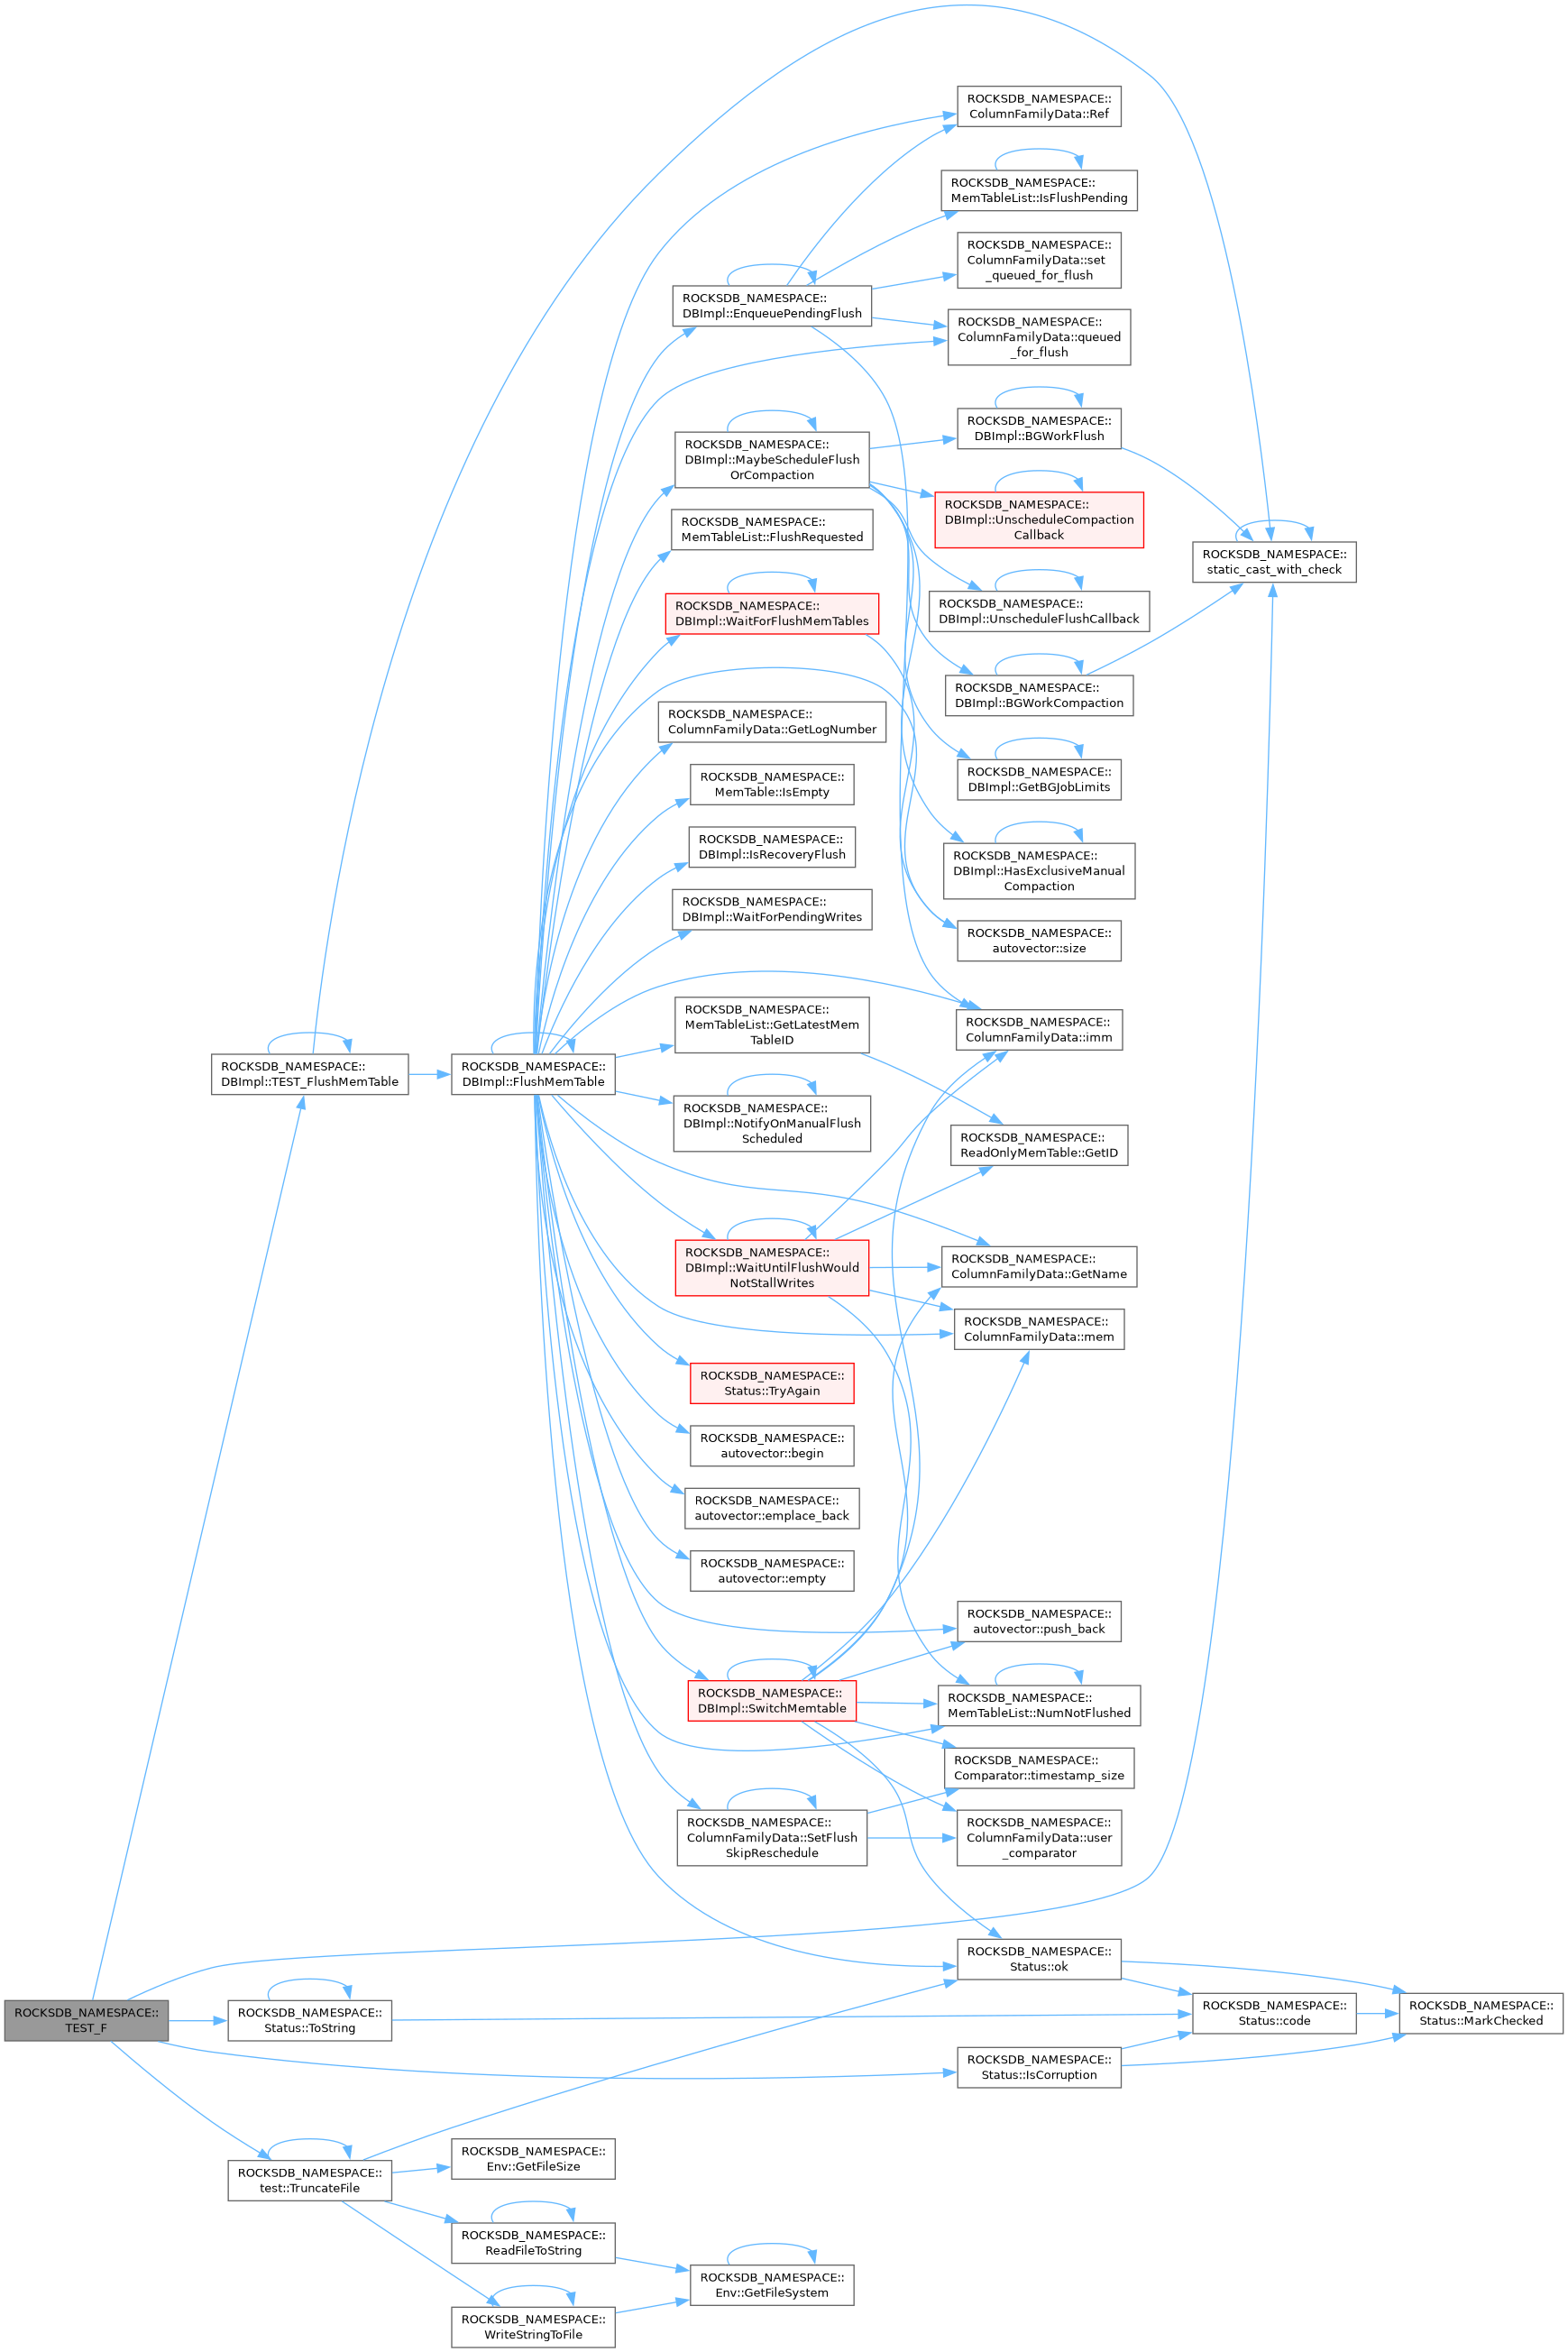 ROCKSDB_NAMESPACE::
ColumnFamilyData::Ref
ROCKSDB_NAMESPACE::
MemTableList::IsFlushPending
ROCKSDB_NAMESPACE::
ColumnFamilyData::set
_queued_for_flush
ROCKSDB_NAMESPACE::
DBImpl::EnqueuePendingFlush
ROCKSDB_NAMESPACE::
ColumnFamilyData::queued
_for_flush
ROCKSDB_NAMESPACE::
DBImpl::BGWorkFlush
ROCKSDB_NAMESPACE::
DBImpl::MaybeScheduleFlush
OrCompaction
ROCKSDB_NAMESPACE::
DBImpl::UnscheduleCompaction
Callback
ROCKSDB_NAMESPACE::
MemTableList::FlushRequested
ROCKSDB_NAMESPACE::
static_cast_with_check
ROCKSDB_NAMESPACE::
DBImpl::WaitForFlushMemTables
ROCKSDB_NAMESPACE::
DBImpl::UnscheduleFlushCallback
ROCKSDB_NAMESPACE::
DBImpl::BGWorkCompaction
ROCKSDB_NAMESPACE::
ColumnFamilyData::GetLogNumber
ROCKSDB_NAMESPACE::
MemTable::IsEmpty
ROCKSDB_NAMESPACE::
DBImpl::GetBGJobLimits
ROCKSDB_NAMESPACE::
DBImpl::IsRecoveryFlush
ROCKSDB_NAMESPACE::
DBImpl::HasExclusiveManual
Compaction
ROCKSDB_NAMESPACE::
DBImpl::WaitForPendingWrites
ROCKSDB_NAMESPACE::
autovector::size
ROCKSDB_NAMESPACE::
MemTableList::GetLatestMem
TableID
ROCKSDB_NAMESPACE::
ColumnFamilyData::imm
ROCKSDB_NAMESPACE::
DBImpl::TEST_FlushMemTable
ROCKSDB_NAMESPACE::
DBImpl::FlushMemTable
ROCKSDB_NAMESPACE::
DBImpl::NotifyOnManualFlush
Scheduled
ROCKSDB_NAMESPACE::
ReadOnlyMemTable::GetID
ROCKSDB_NAMESPACE::
DBImpl::WaitUntilFlushWould
NotStallWrites
ROCKSDB_NAMESPACE::
ColumnFamilyData::GetName
ROCKSDB_NAMESPACE::
ColumnFamilyData::mem
ROCKSDB_NAMESPACE::
Status::TryAgain
ROCKSDB_NAMESPACE::
autovector::begin
ROCKSDB_NAMESPACE::
autovector::emplace_back
ROCKSDB_NAMESPACE::
autovector::empty
ROCKSDB_NAMESPACE::
autovector::push_back
ROCKSDB_NAMESPACE::
DBImpl::SwitchMemtable
ROCKSDB_NAMESPACE::
MemTableList::NumNotFlushed
ROCKSDB_NAMESPACE::
Comparator::timestamp_size
ROCKSDB_NAMESPACE::
ColumnFamilyData::SetFlush
SkipReschedule
ROCKSDB_NAMESPACE::
ColumnFamilyData::user
_comparator
ROCKSDB_NAMESPACE::
Status::ok
ROCKSDB_NAMESPACE::
TEST_F
ROCKSDB_NAMESPACE::
Status::ToString
ROCKSDB_NAMESPACE::
Status::code
ROCKSDB_NAMESPACE::
Status::MarkChecked
ROCKSDB_NAMESPACE::
Status::IsCorruption
ROCKSDB_NAMESPACE::
Env::GetFileSize
ROCKSDB_NAMESPACE::
test::TruncateFile
ROCKSDB_NAMESPACE::
ReadFileToString
ROCKSDB_NAMESPACE::
Env::GetFileSystem
ROCKSDB_NAMESPACE::
WriteStringToFile